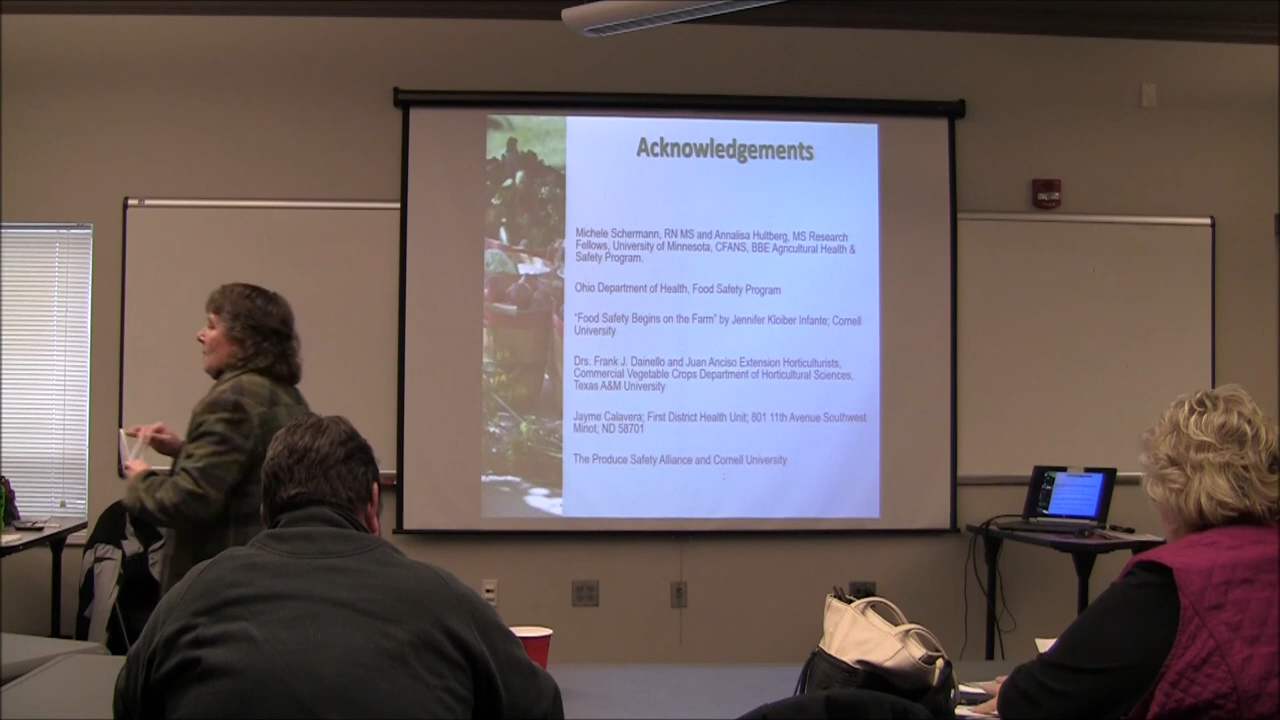 Acknowledgements
Michele Schermann, RN MS and Annalisa Hultberg, MS Research
Fellows, University of Minnesota, CFANS, BBE Agricultural Health &
Safety Program.
Ohio Department of Health, Food Safety Program
"Food Safety Begins on the Farm" by Jennifer Kloiber Infante; Cornell
University
Drs. Frank J. Dainello and Juan Anciso Extension Horticulturists,
Commercial Vegetable Crops Department of Horticultural Sciences,
Texas A&M University
Jayme Calavera; First District Health Unit; 801 11th Avenue Southwest
Minot; ND 58701
The Produce Safety Alliance and Cornell University